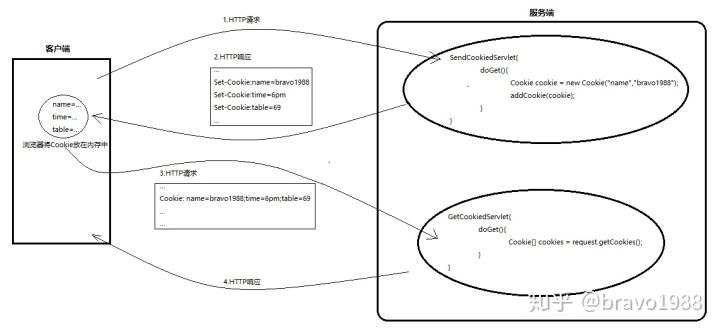 1.HTTP请求
服务端
客户端
2.HTTP响应
...
Set-Cookie:name=bravo1988
Set-Cookie:time=6pm
Set-Cookie:table=69
...
SendCookiedServlet{
doGet(){
Cookie cookie = new Cookie("name","bravo1988");
addCookie(cookie);
}
}
name=...
time=...
table=...
浏览器将Cookie放在内存中
3.HTTP请求
...
Cookie: name=bravo1988;time=6pm;table=69
...
...
GetCookiedServlet{
doGet(){
Cookie[] cookies = request.getCookies();
}
}
4.HTTP响应
知乎 @bravo1988